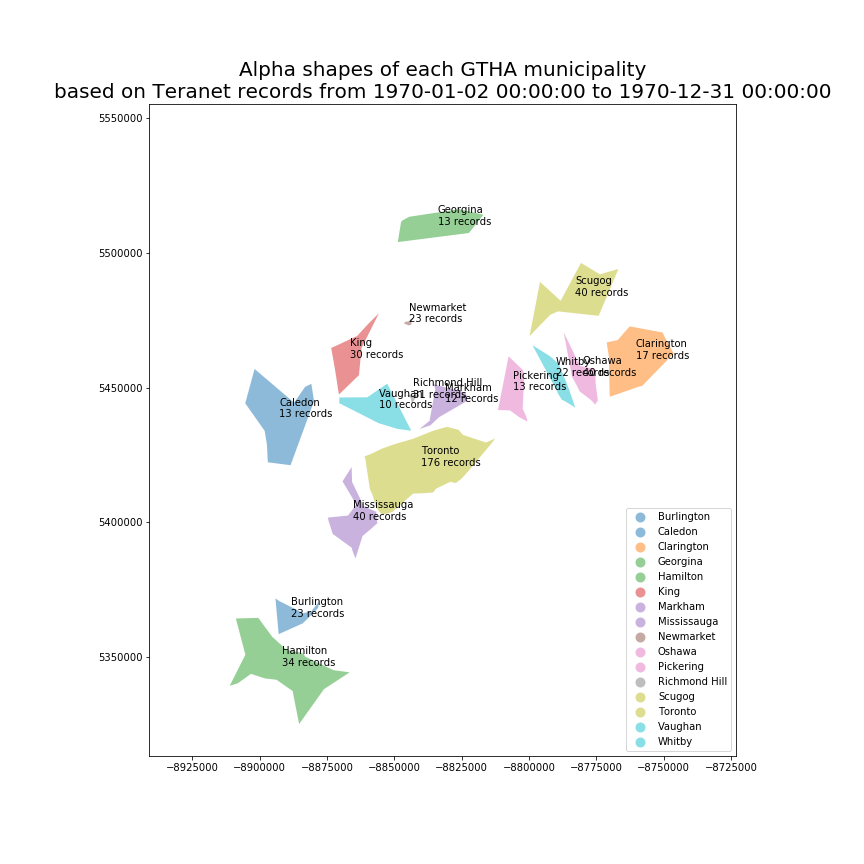 Alpha shapes of each GTHA municipality
based on Teranet records from 1970-01-02 00:00:00 to 1970-12-31 00:00:00
5550000
5500000
5450000
5400000
5350000
Georgina
13 records
Scugog
40 records
Newmarket
23 records
King
30 records
Clarington
17 records
Whitby
22 records
Oshawa
40 records
Pickering
13 records
Richmond Hill
31 records
Markham
12 records
Vaughan
10 records
Caledon
13 records
Toronto
176 records
Mississauga
40 records
Burlington
23 records
Hamilton
34 records
Burlington
Caledon
Clarington
Georgina
Hamilton
King
Markham
Mississauga
Newmarket
Oshawa
Pickering
Richmond Hill
Scugog
Toronto
Vaughan
Whitby
−8925000 −8900000 −8875000 −8850000 −8825000 −8800000 −8775000 −8750000 −8725000